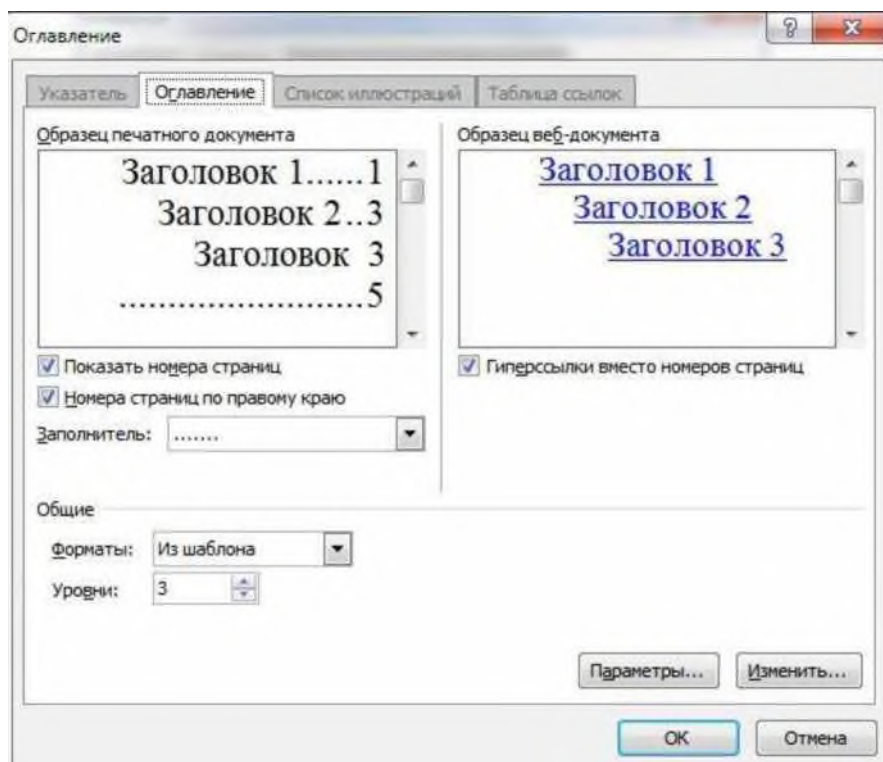 Оглавление
Указатель Оглавление Список иллюстраций Таблица ссылок
Образец печатного документа
Заголовок 1......1
Заголовок 2..3
Заголовок 3
........................5
Показать номера страниц
Номера страниц по правому краю
Заполнитель: .......
Образец веб-документа
Заголовок 1
Заголовок 2
Заголовок 3
Гиперссылки вместо номеров страниц
Общие
Форматы: Из шаблона
Уровни: 3
Параметры... Изменить...
ОК Отмена